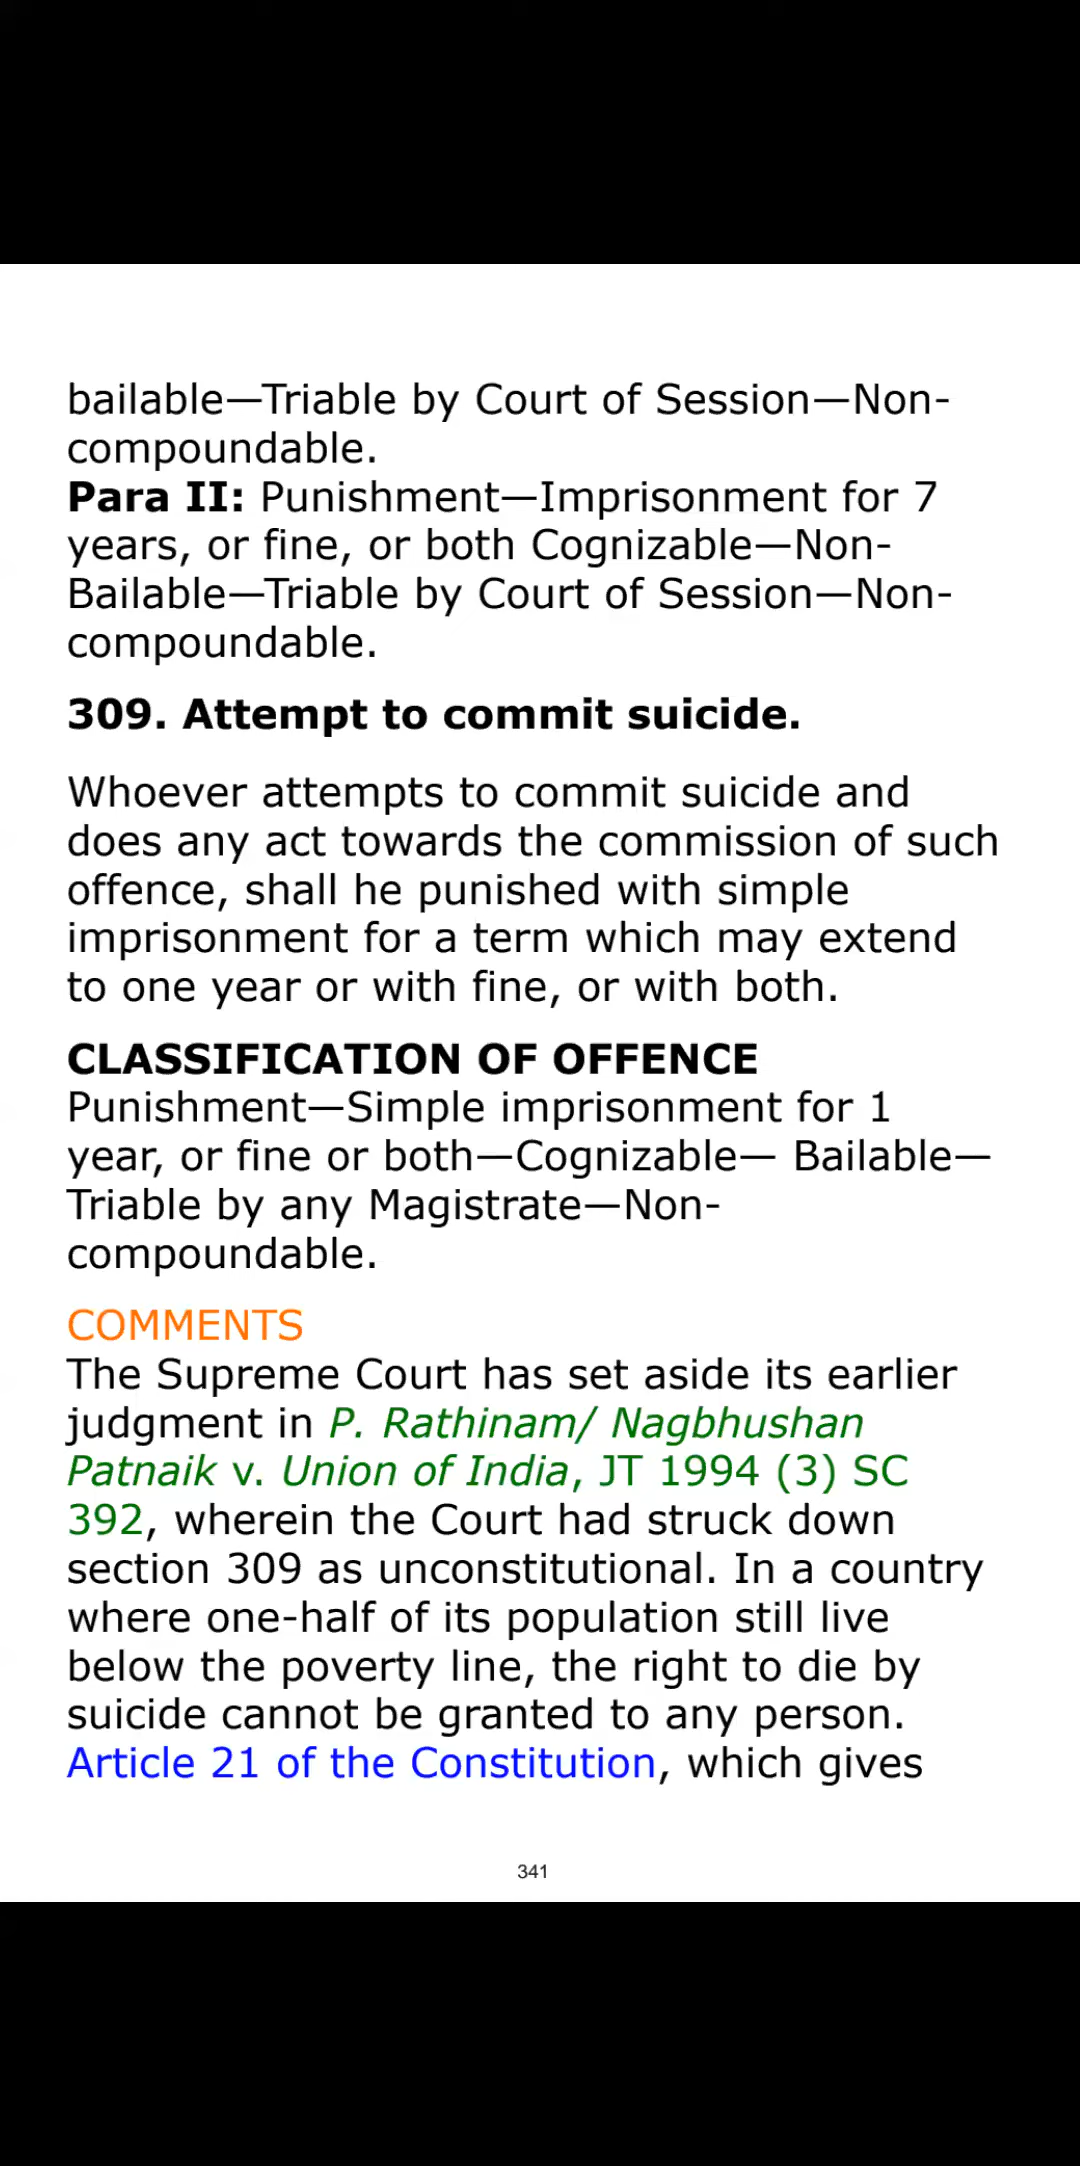 bailable—Triable by Court of Session—Non-
compoundable.
Para II: Punishment—Imprisonment for 7
years, or fine, or both Cognizable—Non-
Bailable—Triable by Court of Session—Non-
compoundable.
309. Attempt to commit suicide.
Whoever attempts to commit suicide and
does any act towards the commission of such
offence, shall he punished with simple
imprisonment for a term which may extend
to one year or with fine, or with both.
CLASSIFICATION OF OFFENCE
Punishment—Simple imprisonment for 1
year, or fine or both—Cognizable— Bailable—
Triable by any Magistrate—Non-
compoundable.
COMMENTS
The Supreme Court has set aside its earlier
judgment in P. Rathinam/ Nagbhushan
Patnaik v. Union of India, JT 1994 (3) SC
392, wherein the Court had struck down
section 309 as unconstitutional. In a country
where one-half of its population still live
below the poverty line, the right to die by
suicide cannot be granted to any person.
Article 21 of the Constitution, which gives
341